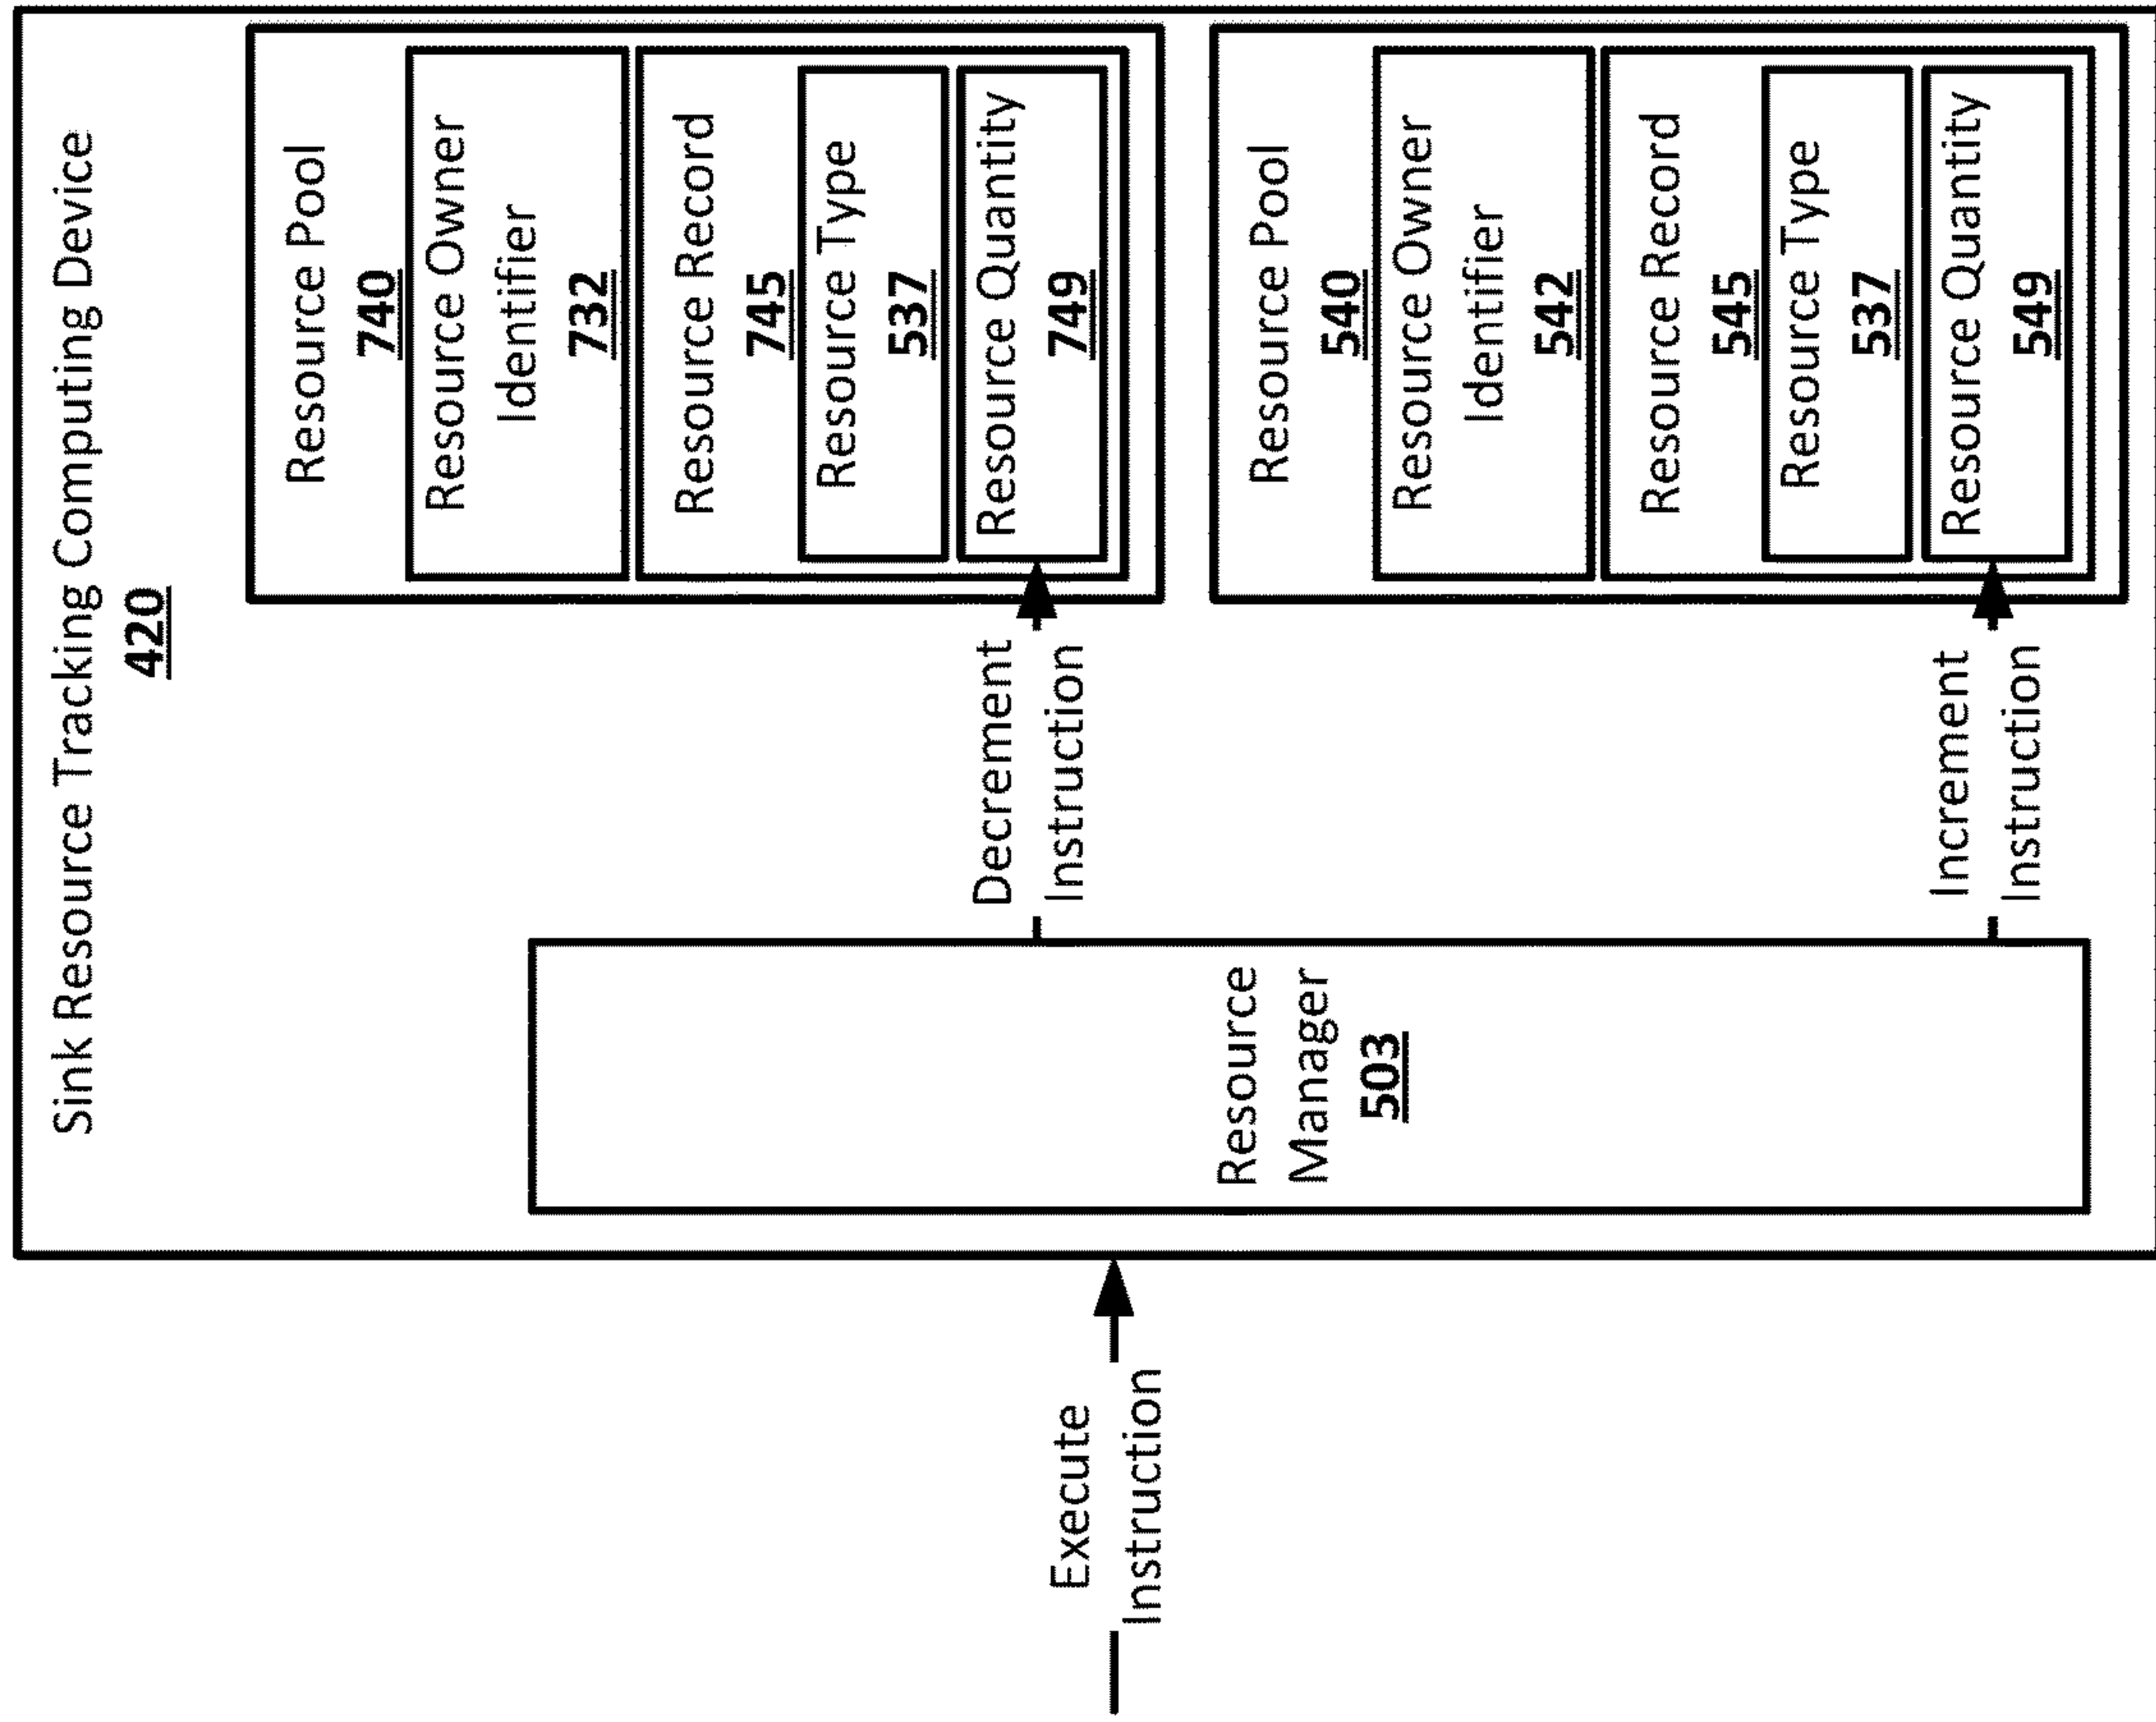 Sink Resource Tracking Computing Device
420
Execute
Instruction
Resource
Manager
503
Decrement
Instruction
Increment
Instruction
Resource Pool
740
Resource Owner
Identifier
732
Resource Record
745
Resource Type
537
Resource Quantity
749
Resource Pool
540
Resource Owner
Identifier
542
Resource Record
545
Resource Type
537
Resource Quantity
549